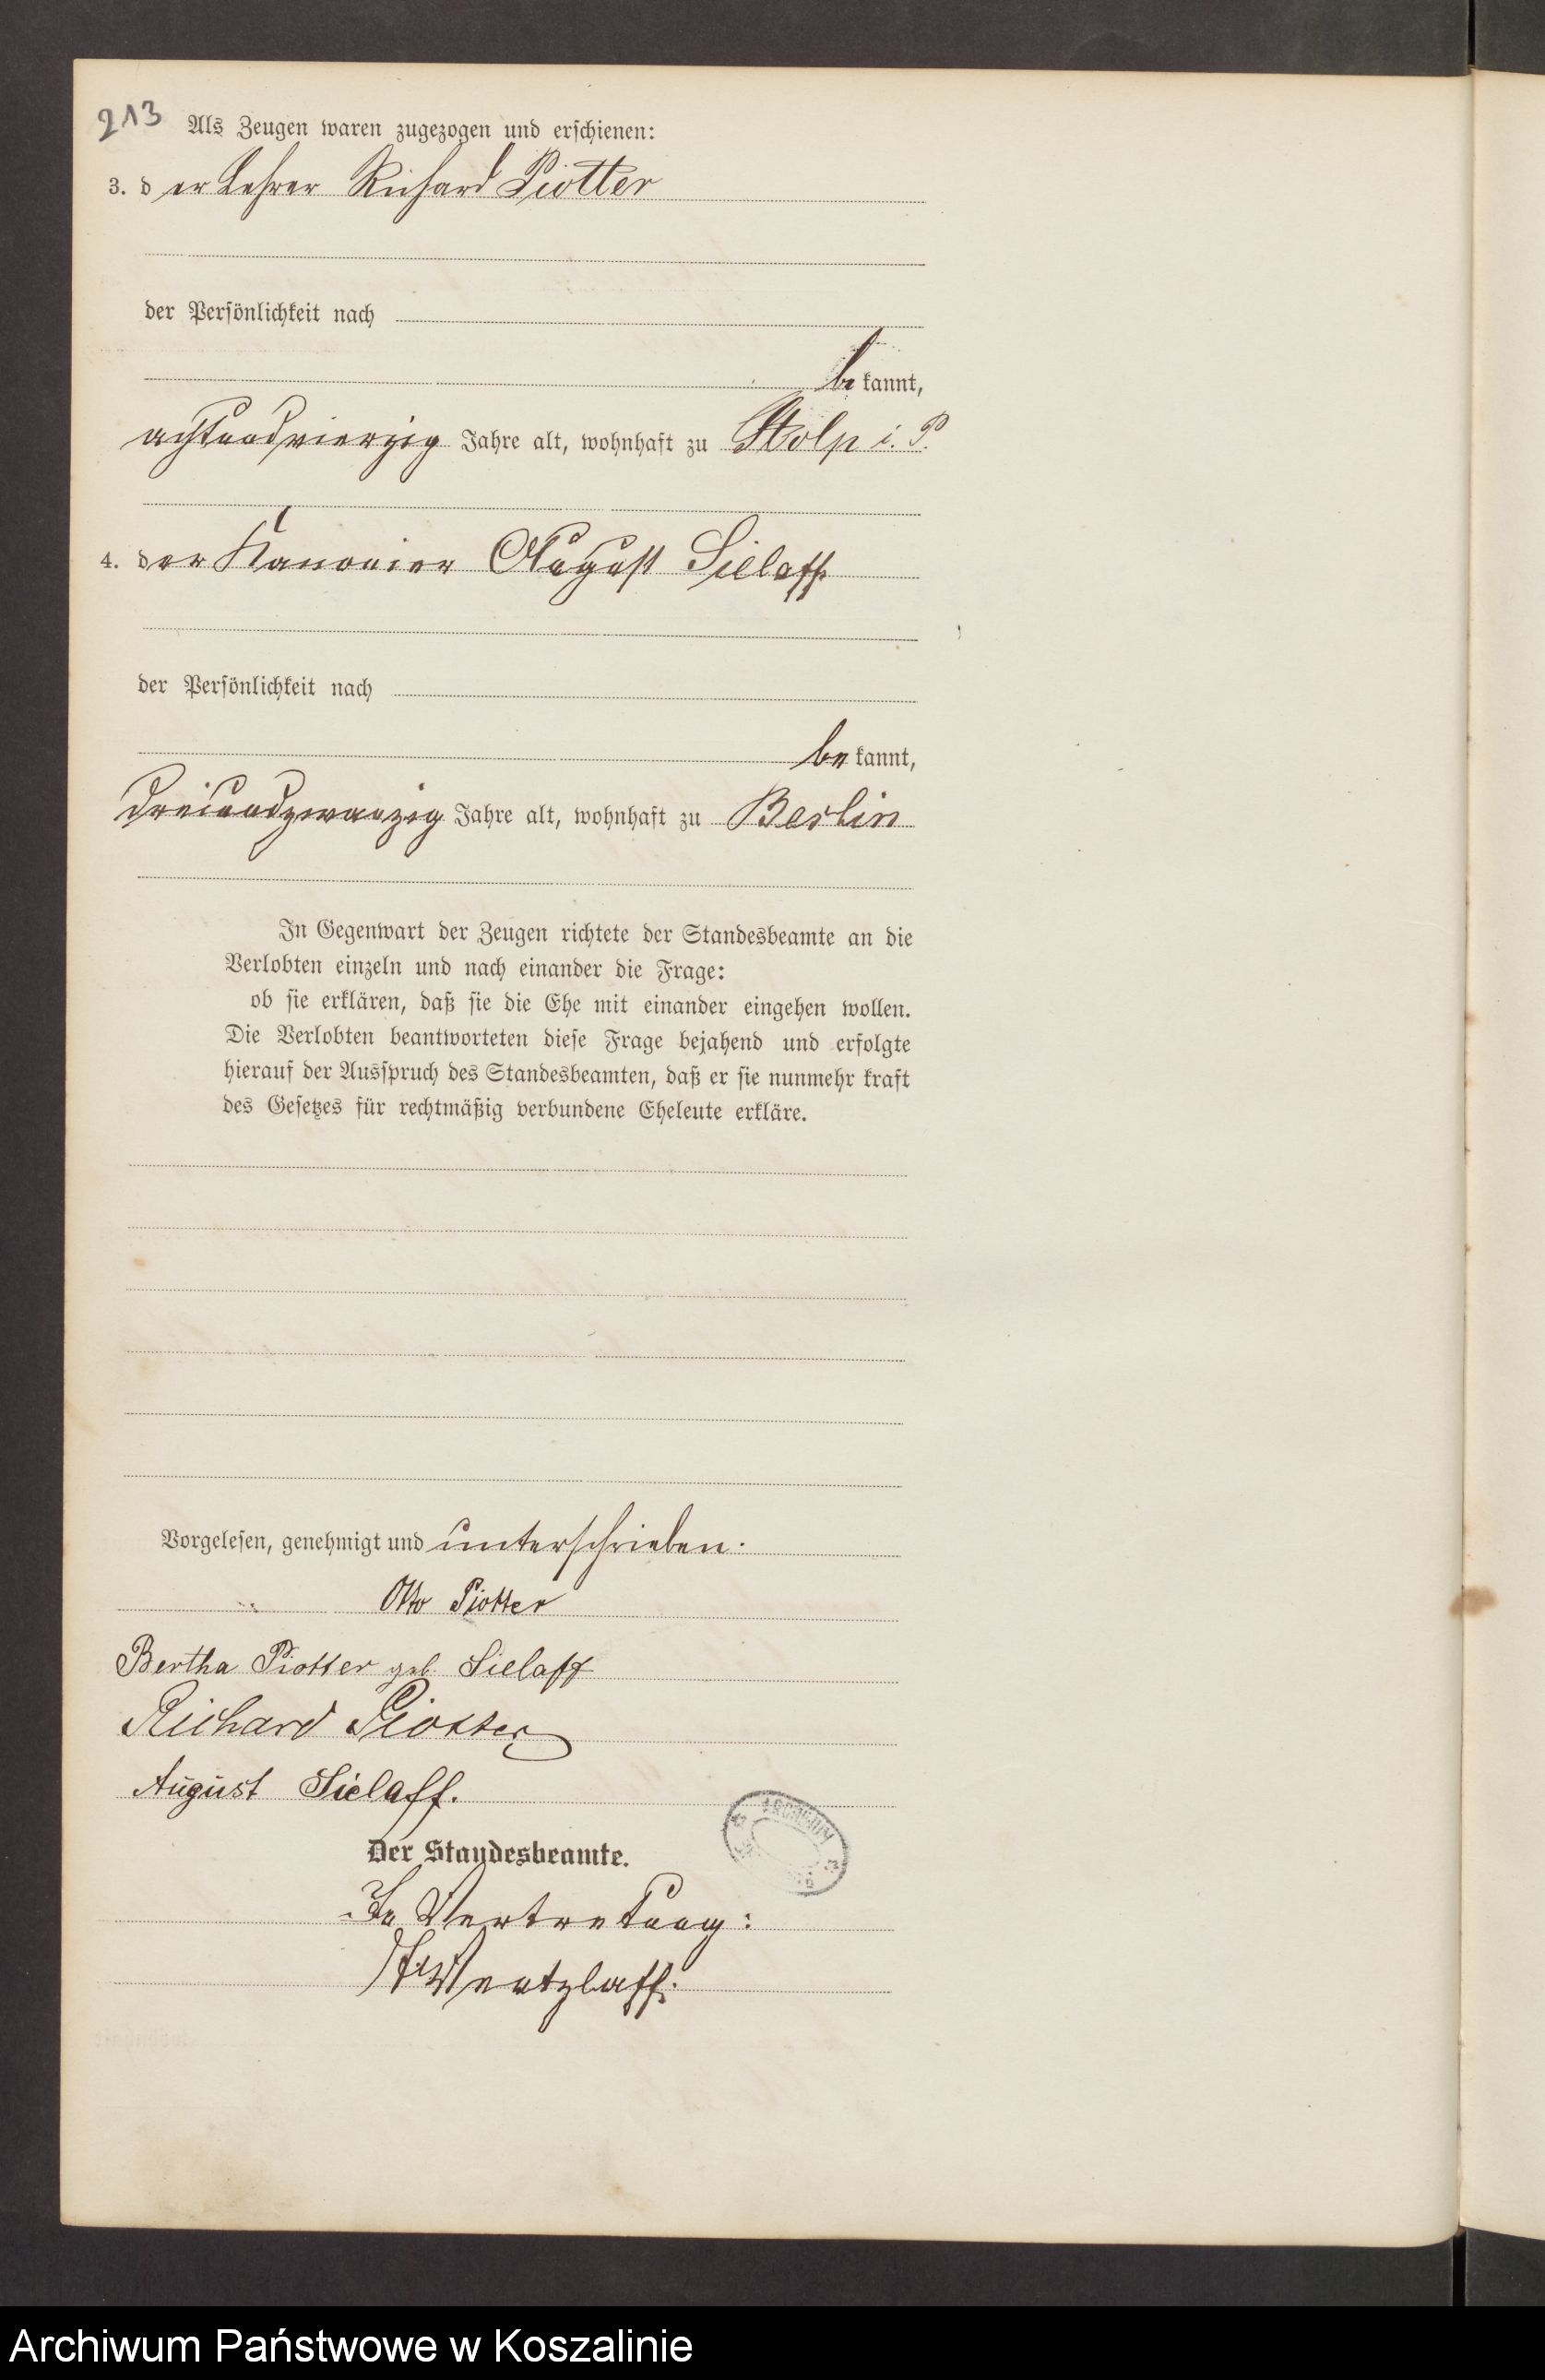 213
Als Zeugen waren zugezogen und erschienen:
3. der Lehrer Richard Piotter
der Persönlichkeit nach
bekannt,
achtundvierzig Jahre alt, wohnhaft zu Stolp i. P.
4. der Kanonier August Sielaff
der Persönlichkeit nach
bekannt,
dreiundzwanzig Jahre alt, wohnhaft zu Berlin
In Gegenwart der Zeugen richtete der Standesbeamte an die
Verlobten einzeln und nach einander die Frage:
ob sie erklären, daß sie die Ehe mit einander eingehen wollen.
Die Verlobten beantworteten diese Frage bejahend und erfolgte
hierauf der Ausspruch des Standesbeamten, daß er sie nunmehr kraft
des Gesetzes für rechtmäßig verbundene Eheleute erkläre.
Vorgelesen, genehmigt und unterschrieben.
Otto Piotter
Bertha Piotter geb. Sielaff
Richard Piotter
August Sielaff.
ARCHIWUM
Der Standesbeamte.
In Vertretung:
Wentzlaff.
Archiwum Państwowe w Koszalinie